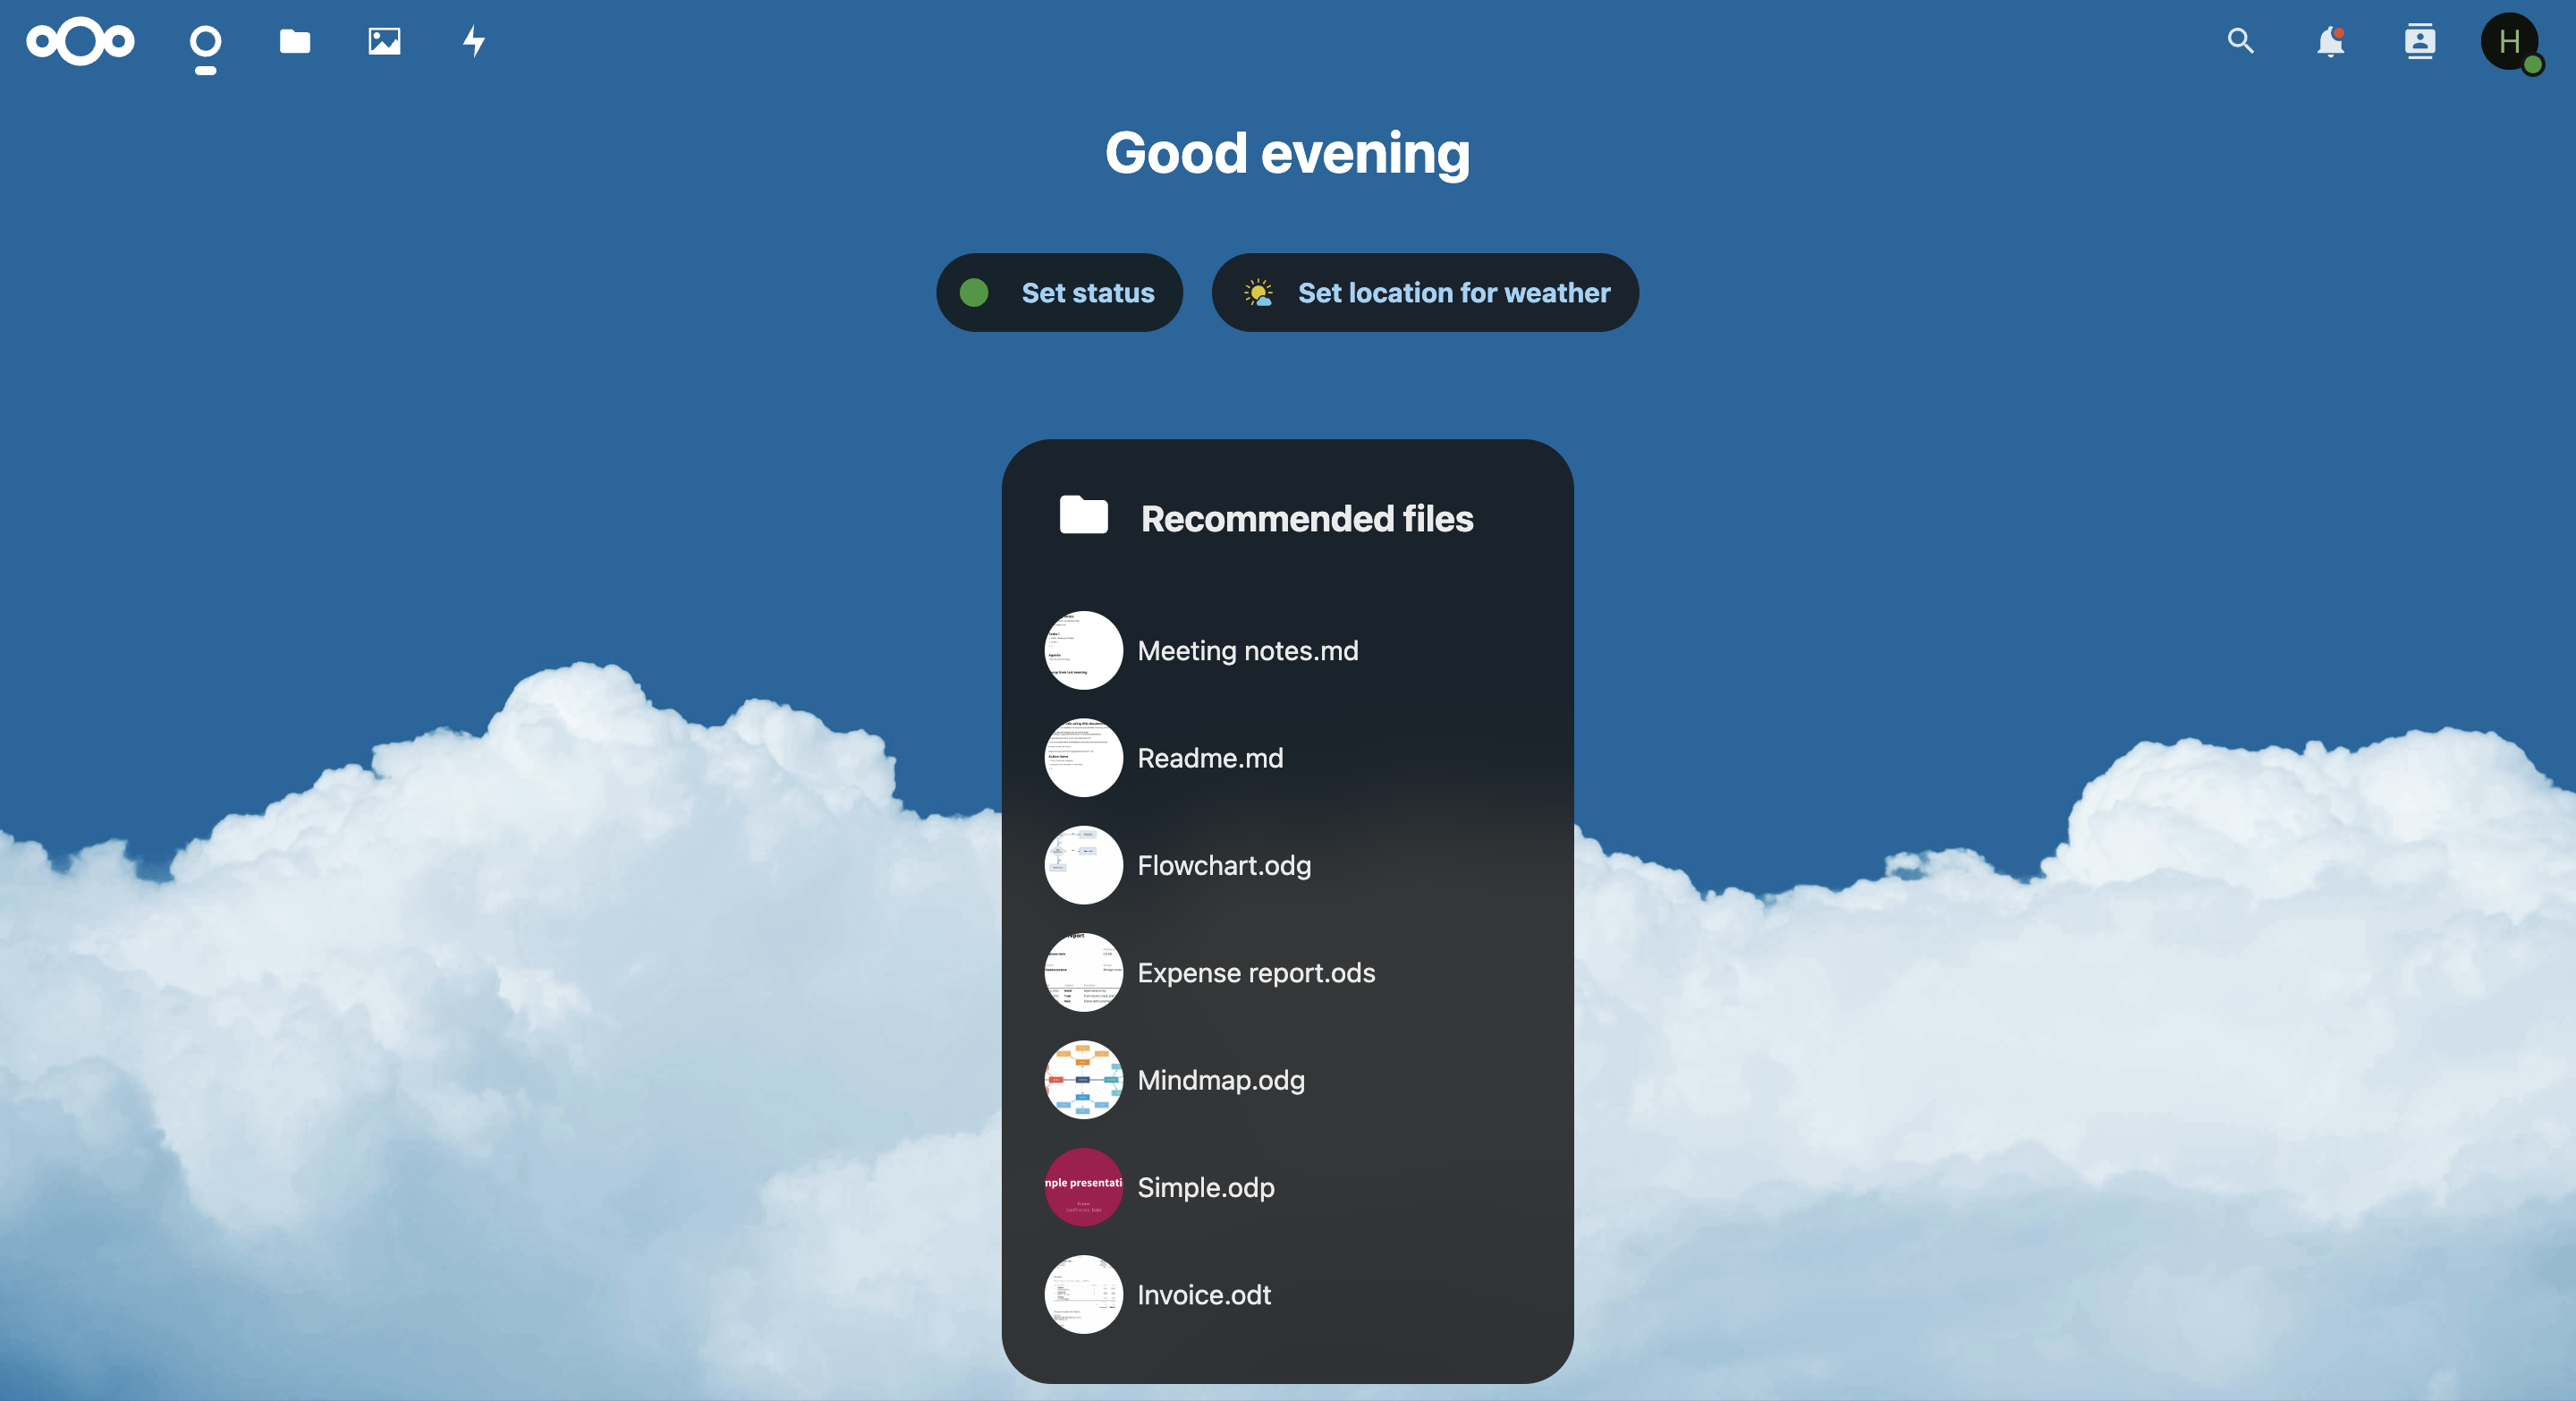 H
Good evening
Set status
Set location for weather
Recommended files
Meeting notes.md
Readme.md
Flowchart.odg
Expense report.ods
Mindmap.odg
mple presentati
Simple.odp
Invoice.odt